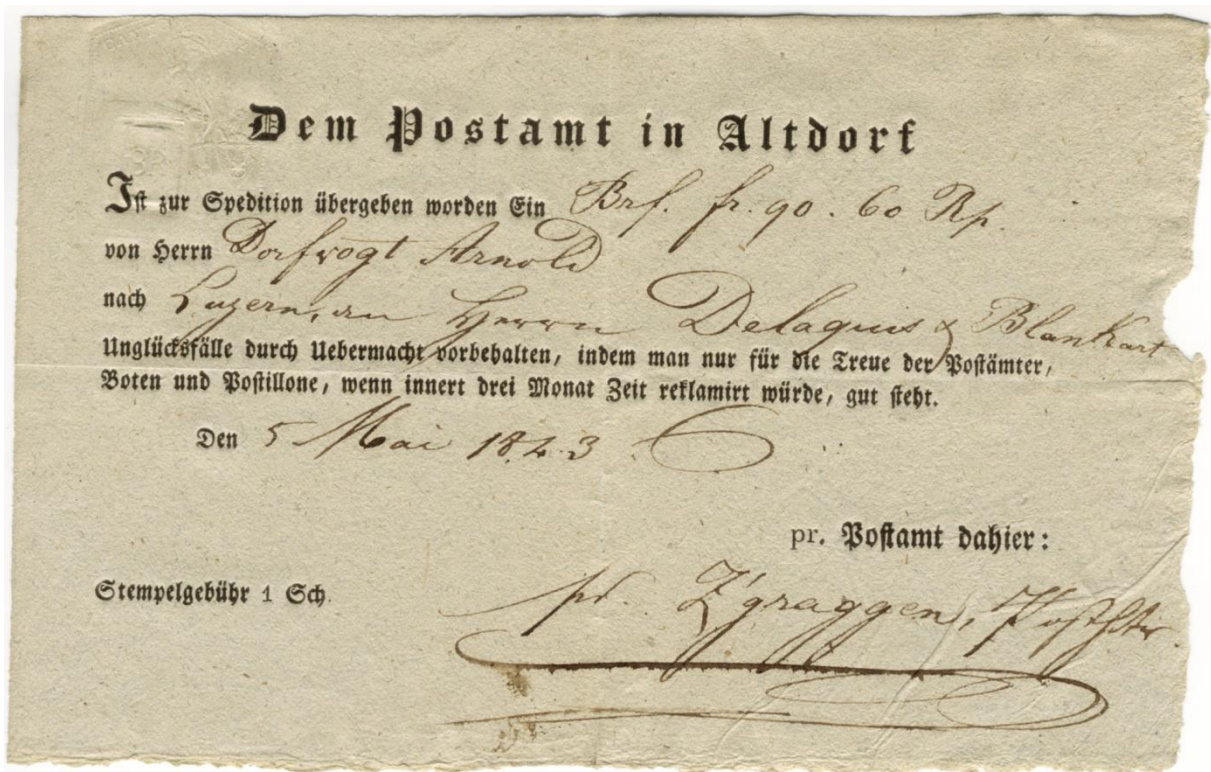 Dem Postamt in Altdorf
Ist zur Spedition übergeben worden Ein Brf. fr. 90. 60 Rp.
von Herrn Dorfvogt Arnold
nach Luzern, an Herrn Delaquis & Blankart
Unglücksfälle durch Uebermacht vorbehalten, indem man nur für die Treue der Postämter,
Boten und Postillone, wenn innert drei Monat Zeit reklamirt würde, gut steht.
Den 5 Mai 1843
pr. Postamt dahier:
Stempelgebühr 1 Sch.
pr. Z'graggen,